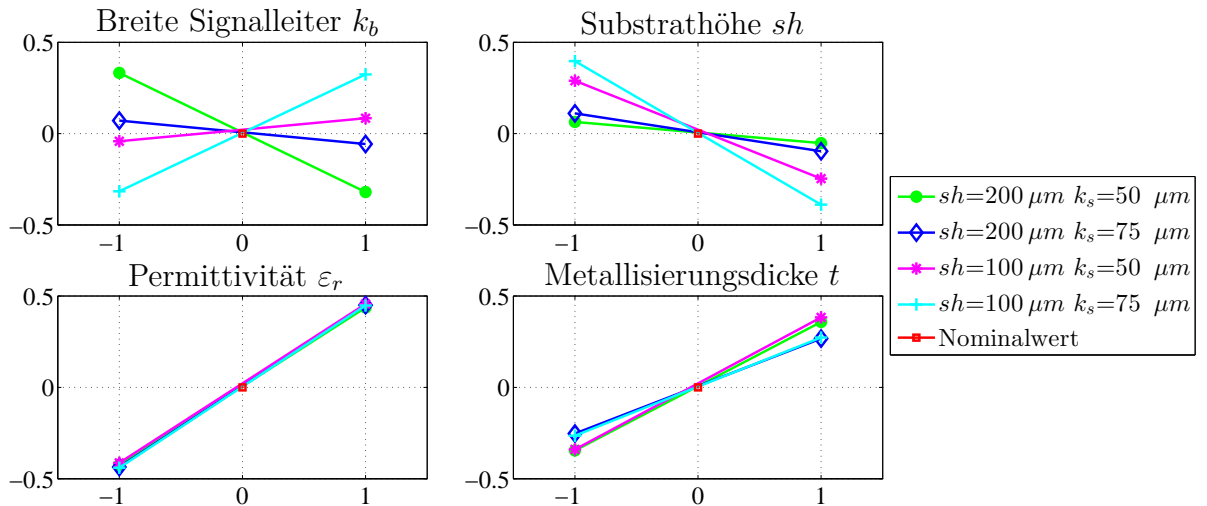 Breite Signalleiter k_b
0.5
0
−0.5
−1 0 1
Substrathöhe sh
0.5
0
−0.5
−1 0 1
Permittivität ε_r
0.5
0
−0.5
−1 0 1
Metallisierungsdicke t
0.5
0
−0.5
−1 0 1
sh=200 μm k_s=50 μm
sh=200 μm k_s=75 μm
sh=100 μm k_s=50 μm
sh=100 μm k_s=75 μm
Nominalwert